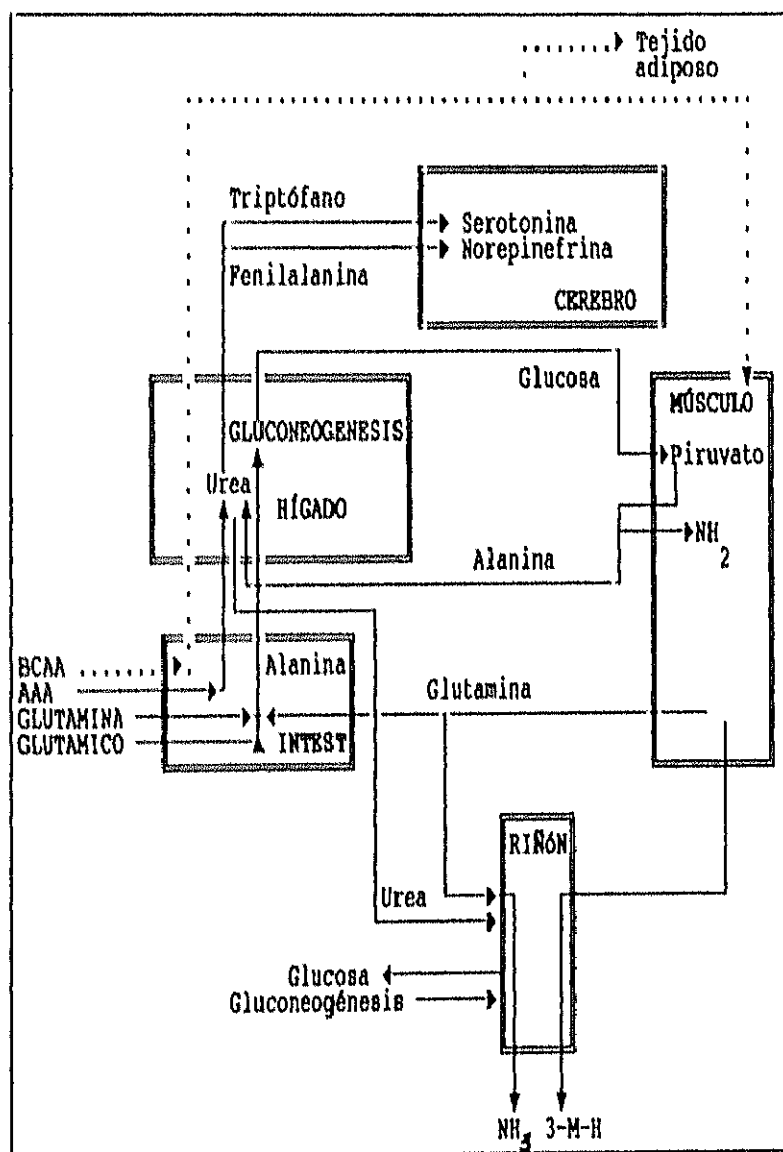 Tejido
adiposo
Triptófano
Serotonina
Norepinefrina
Fenilalanina
CEREBRO
Glucosa
MÚSCULO
GLUCONEOGENESIS
Piruvato
Urea
HÍGADO
NH
2
Alanina
BCAA
Alanina
AAA
Glutamina
GLUTAMINA
GLUTAMICO
INTEST
RIÑÓN
Urea
Glucosa
Gluconeogénesis
NH 3-M-H